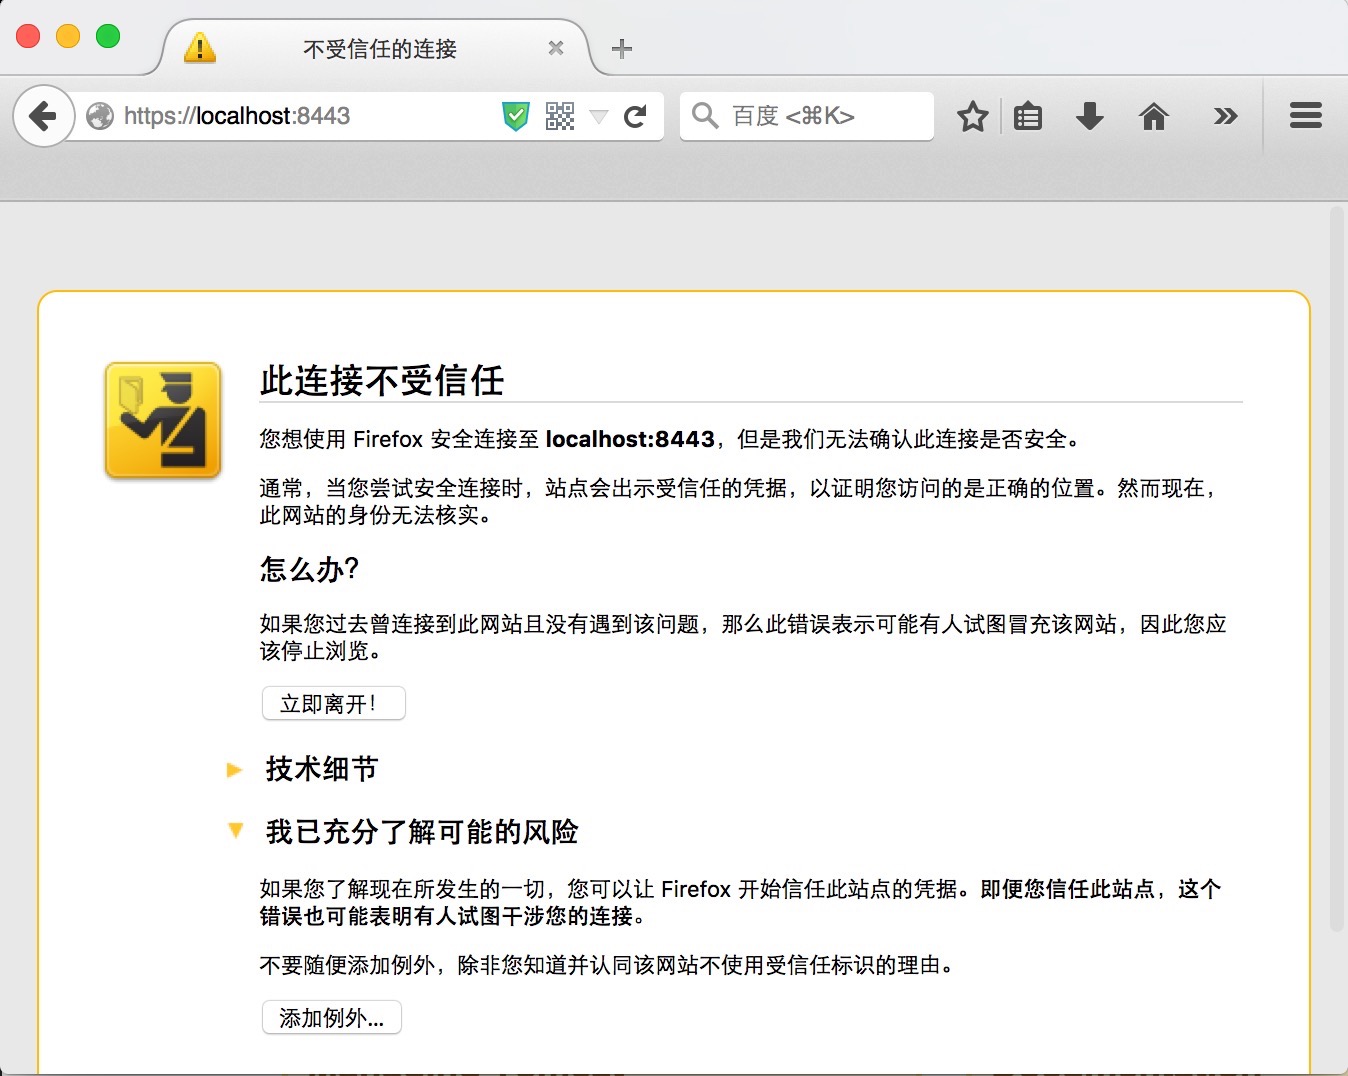 不受信任的连接
https://localhost:8443
百度 <⌘K>
此连接不受信任
您想使用 Firefox 安全连接至 localhost:8443，但是我们无法确认此连接是否安全。
通常，当您尝试安全连接时，站点会出示受信任的凭据，以证明您访问的是正确的位置。然而现在，
此网站的身份无法核实。
怎么办？
如果您过去曾连接到此网站且没有遇到该问题，那么此错误表示可能有人试图冒充该网站，因此您应
该停止浏览。
立即离开！
技术细节
我已充分了解可能的风险
如果您了解现在所发生的一切，您可以让 Firefox 开始信任此站点的凭据。即便您信任此站点，这个
错误也可能表明有人试图干涉您的连接。
不要随便添加例外，除非您知道并认同该网站不使用受信任标识的理由。
添加例外...